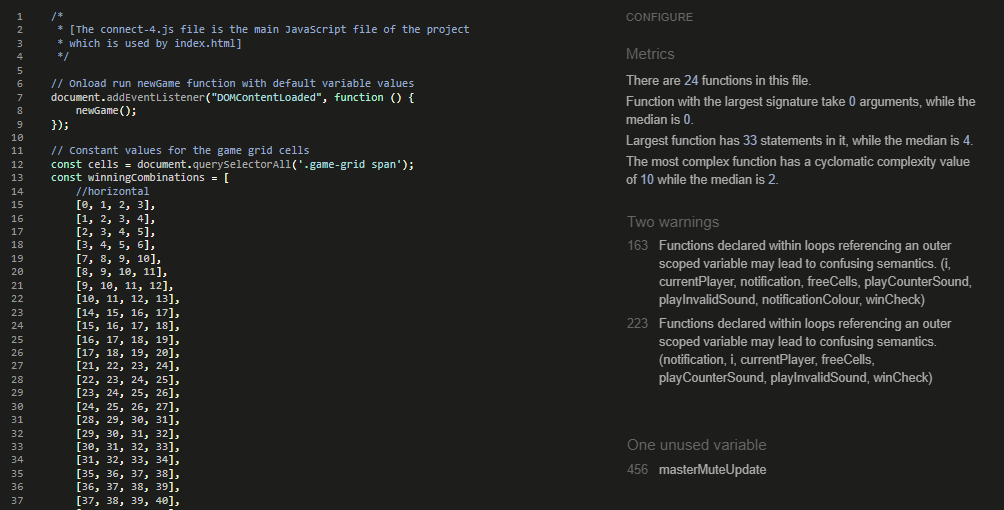 1 /*
2 * [The connect-4.js file is the main JavaScript file of the project
3 * which is used by index.html]
4 */
5
6 // Onload run newGame function with default variable values
7 document.addEventListener("DOMContentLoaded", function () {
8 newGame();
9 });
10
11 // Constant values for the game grid cells
12 const cells = document.querySelectorAll('.game-grid span');
13 const winningCombinations = [
14 //horizontal
15 [0, 1, 2, 3],
16 [1, 2, 3, 4],
17 [2, 3, 4, 5],
18 [3, 4, 5, 6],
19 [7, 8, 9, 10],
20 [8, 9, 10, 11],
21 [9, 10, 11, 12],
22 [10, 11, 12, 13],
23 [14, 15, 16, 17],
24 [15, 16, 17, 18],
25 [16, 17, 18, 19],
26 [17, 18, 19, 20],
27 [21, 22, 23, 24],
28 [22, 23, 24, 25],
29 [23, 24, 25, 26],
30 [24, 25, 26, 27],
31 [28, 29, 30, 31],
32 [29, 30, 31, 32],
33 [30, 31, 32, 33],
34 [31, 32, 33, 34],
35 [35, 36, 37, 38],
36 [36, 37, 38, 39],
37 [37, 38, 39, 40],
CONFIGURE
Metrics
There are 24 functions in this file.
Function with the largest signature take 0 arguments, while the
median is 0.
Largest function has 33 statements in it, while the median is 4.
The most complex function has a cyclomatic complexity value
of 10 while the median is 2.
Two warnings
163 Functions declared within loops referencing an outer
scoped variable may lead to confusing semantics. (i,
currentPlayer, notification, freeCells, playCounterSound,
playInvalidSound, notificationColour, winCheck)
223 Functions declared within loops referencing an outer
scoped variable may lead to confusing semantics.
(notification, i, currentPlayer, freeCells,
playCounterSound, playInvalidSound, winCheck)
One unused variable
456 masterMuteUpdate